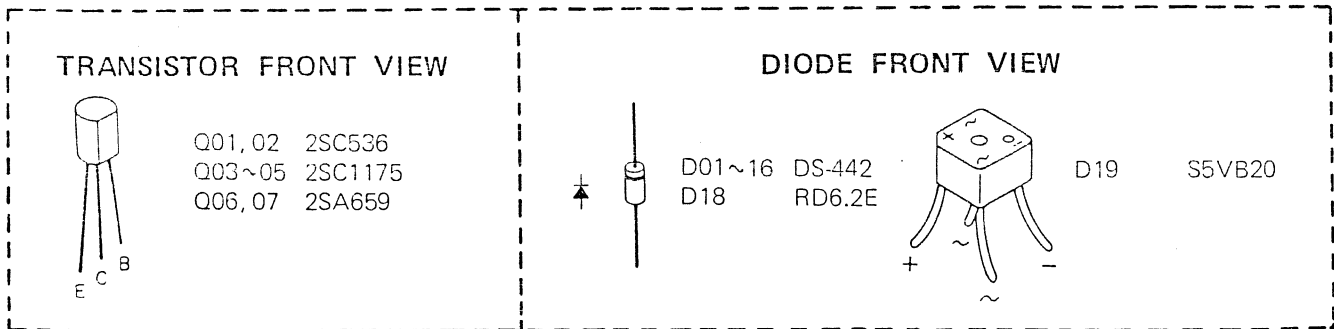 TRANSISTOR FRONT VIEW
Q01, 02 2SC536
Q03~05 2SC1175
Q06, 07 2SA659
E C B
DIODE FRONT VIEW
D01~16 DS-442
D18 RD6.2E
+ ~ ~ -
+ ~ ~ -
D19 S5VB20